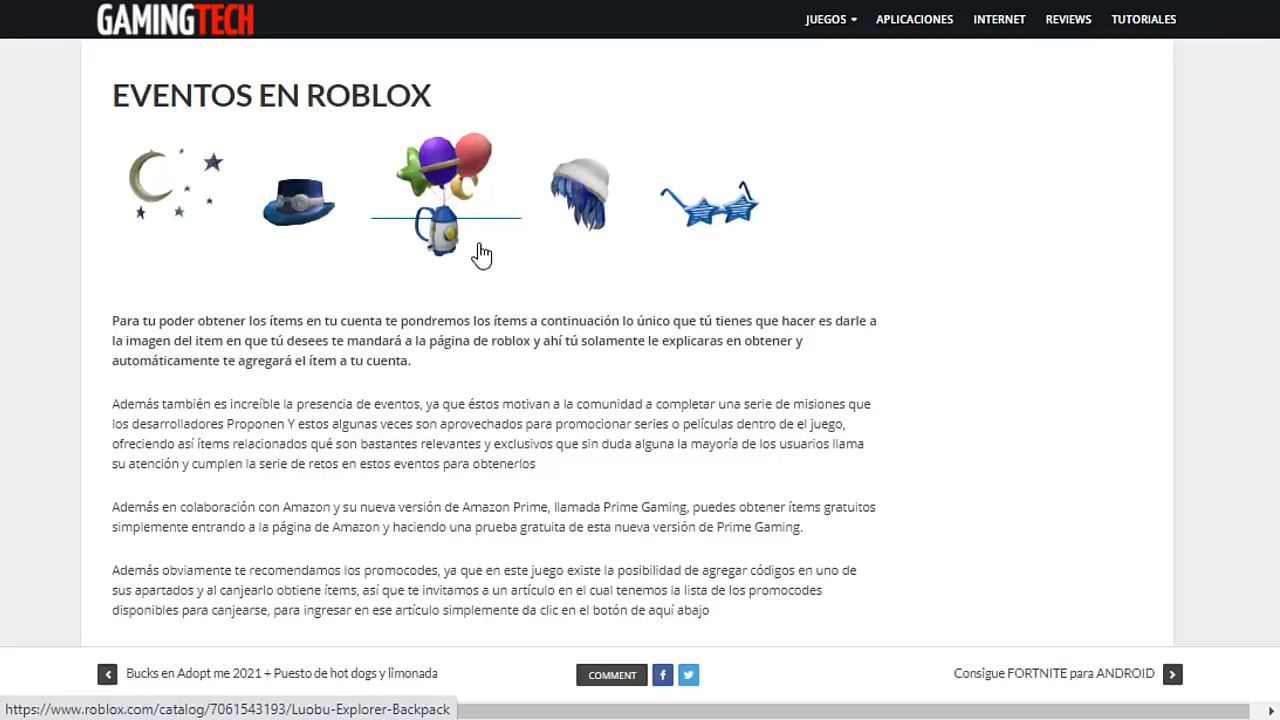 GAMINGTECH
JUEGOS
APLICACIONES
INTERNET
REVIEWS
TUTORIALES
EVENTOS EN ROBLOX
Para tu poder obtener los ítems en tu cuenta te pondremos los ítems a continuación lo único que tú tienes que hacer es darle a
la imagen del item en que tú desees te mandará a la página de roblox y ahí tú solamente le explicaras en obtener y
automáticamente te agregará el ítem a tu cuenta.
Además también es increíble la presencia de eventos, ya que éstos motivan a la comunidad a completar una serie de misiones que
los desarrolladores Proponen Y estos algunas veces son aprovechados para promocionar series o películas dentro de el juego,
ofreciendo así ítems relacionados qué son bastantes relevantes y exclusivos que sin duda alguna la mayoría de los usuarios llama
su atención y cumplen la serie de retos en estos eventos para obtenerlos
Además en colaboración con Amazon y su nueva versión de Amazon Prime, llamada Prime Gaming, puedes obtener ítems gratuitos
simplemente entrando a la página de Amazon y haciendo una prueba gratuita de esta nueva versión de Prime Gaming.
Además obviamente te recomendamos los promocodes, ya que en este juego existe la posibilidad de agregar códigos en uno de
sus apartados y al canjearlo obtiene ítems, así que te invitamos a un artículo en el cual tenemos la lista de los promocodes
disponibles para canjearse, para ingresar en ese artículo simplemente da clic en el botón de aquí abajo
Bucks en Adopt me 2021 + Puesto de hot dogs y limonada
COMMENT
Consigue FORTNITE para ANDROID
https://www.roblox.com/catalog/7061543193/Luobu-Explorer-Backpack